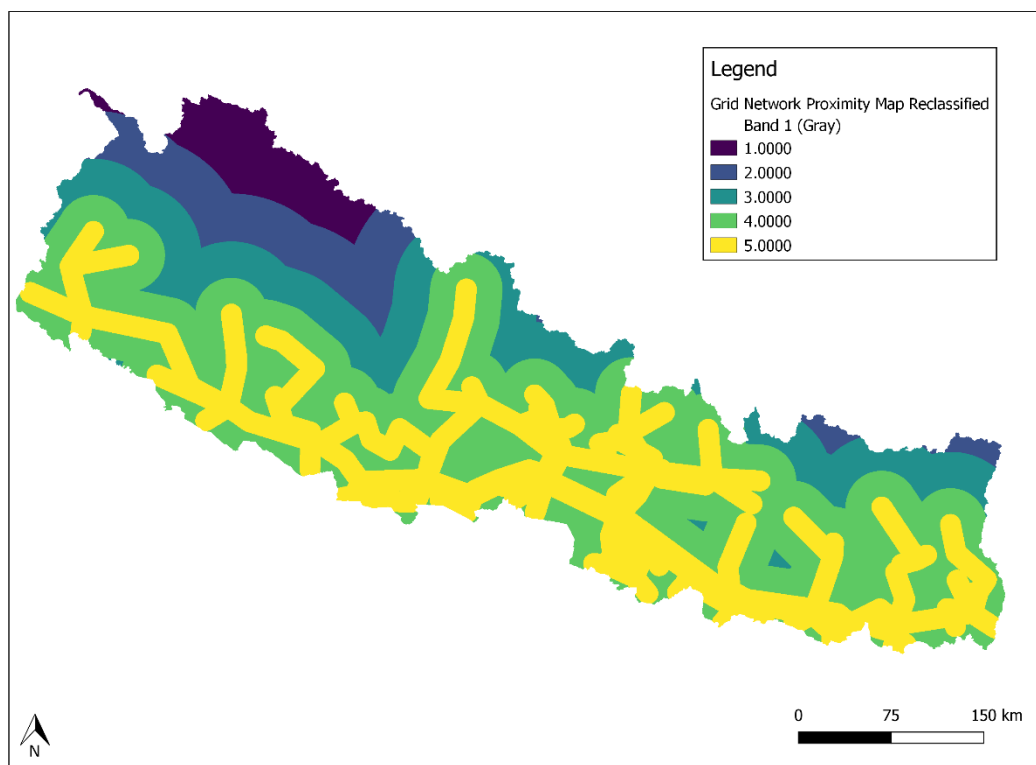 Legend
Grid Network Proximity Map Reclassified
Band 1 (Gray)
1.0000
2.0000
3.0000
4.0000
5.0000
N
0 75 150 km